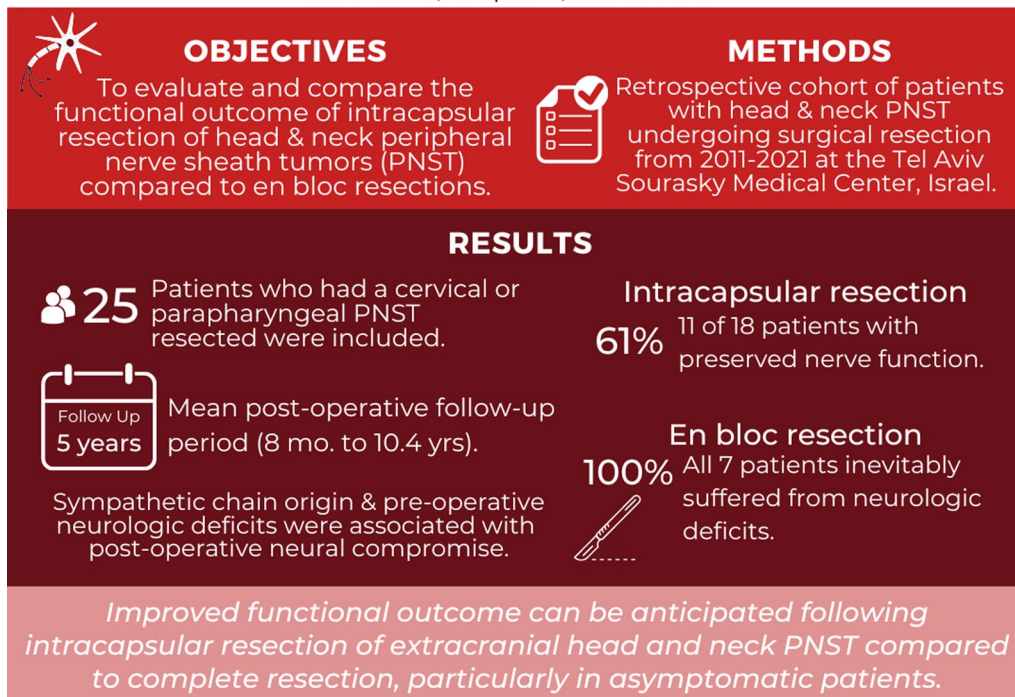 OBJECTIVES
To evaluate and compare the
functional outcome of intracapsular
resection of head & neck peripheral
nerve sheath tumors (PNST)
compared to en bloc resections.
METHODS
Retrospective cohort of patients
with head & neck PNST
undergoing surgical resection
from 2011-2021 at the Tel Aviv
Sourasky Medical Center, Israel.
RESULTS
25 Patients who had a cervical or
parapharyngeal PNST
resected were included.
Follow Up
5 years
Mean post-operative follow-up
period (8 mo. to 10.4 yrs).
Sympathetic chain origin & pre-operative
neurologic deficits were associated with
post-operative neural compromise.
Intracapsular resection
61% 11 of 18 patients with
preserved nerve function.
En bloc resection
100% All 7 patients inevitably
suffered from neurologic
deficits.
Improved functional outcome can be anticipated following
intracapsular resection of extracranial head and neck PNST compared
to complete resection, particularly in asymptomatic patients.